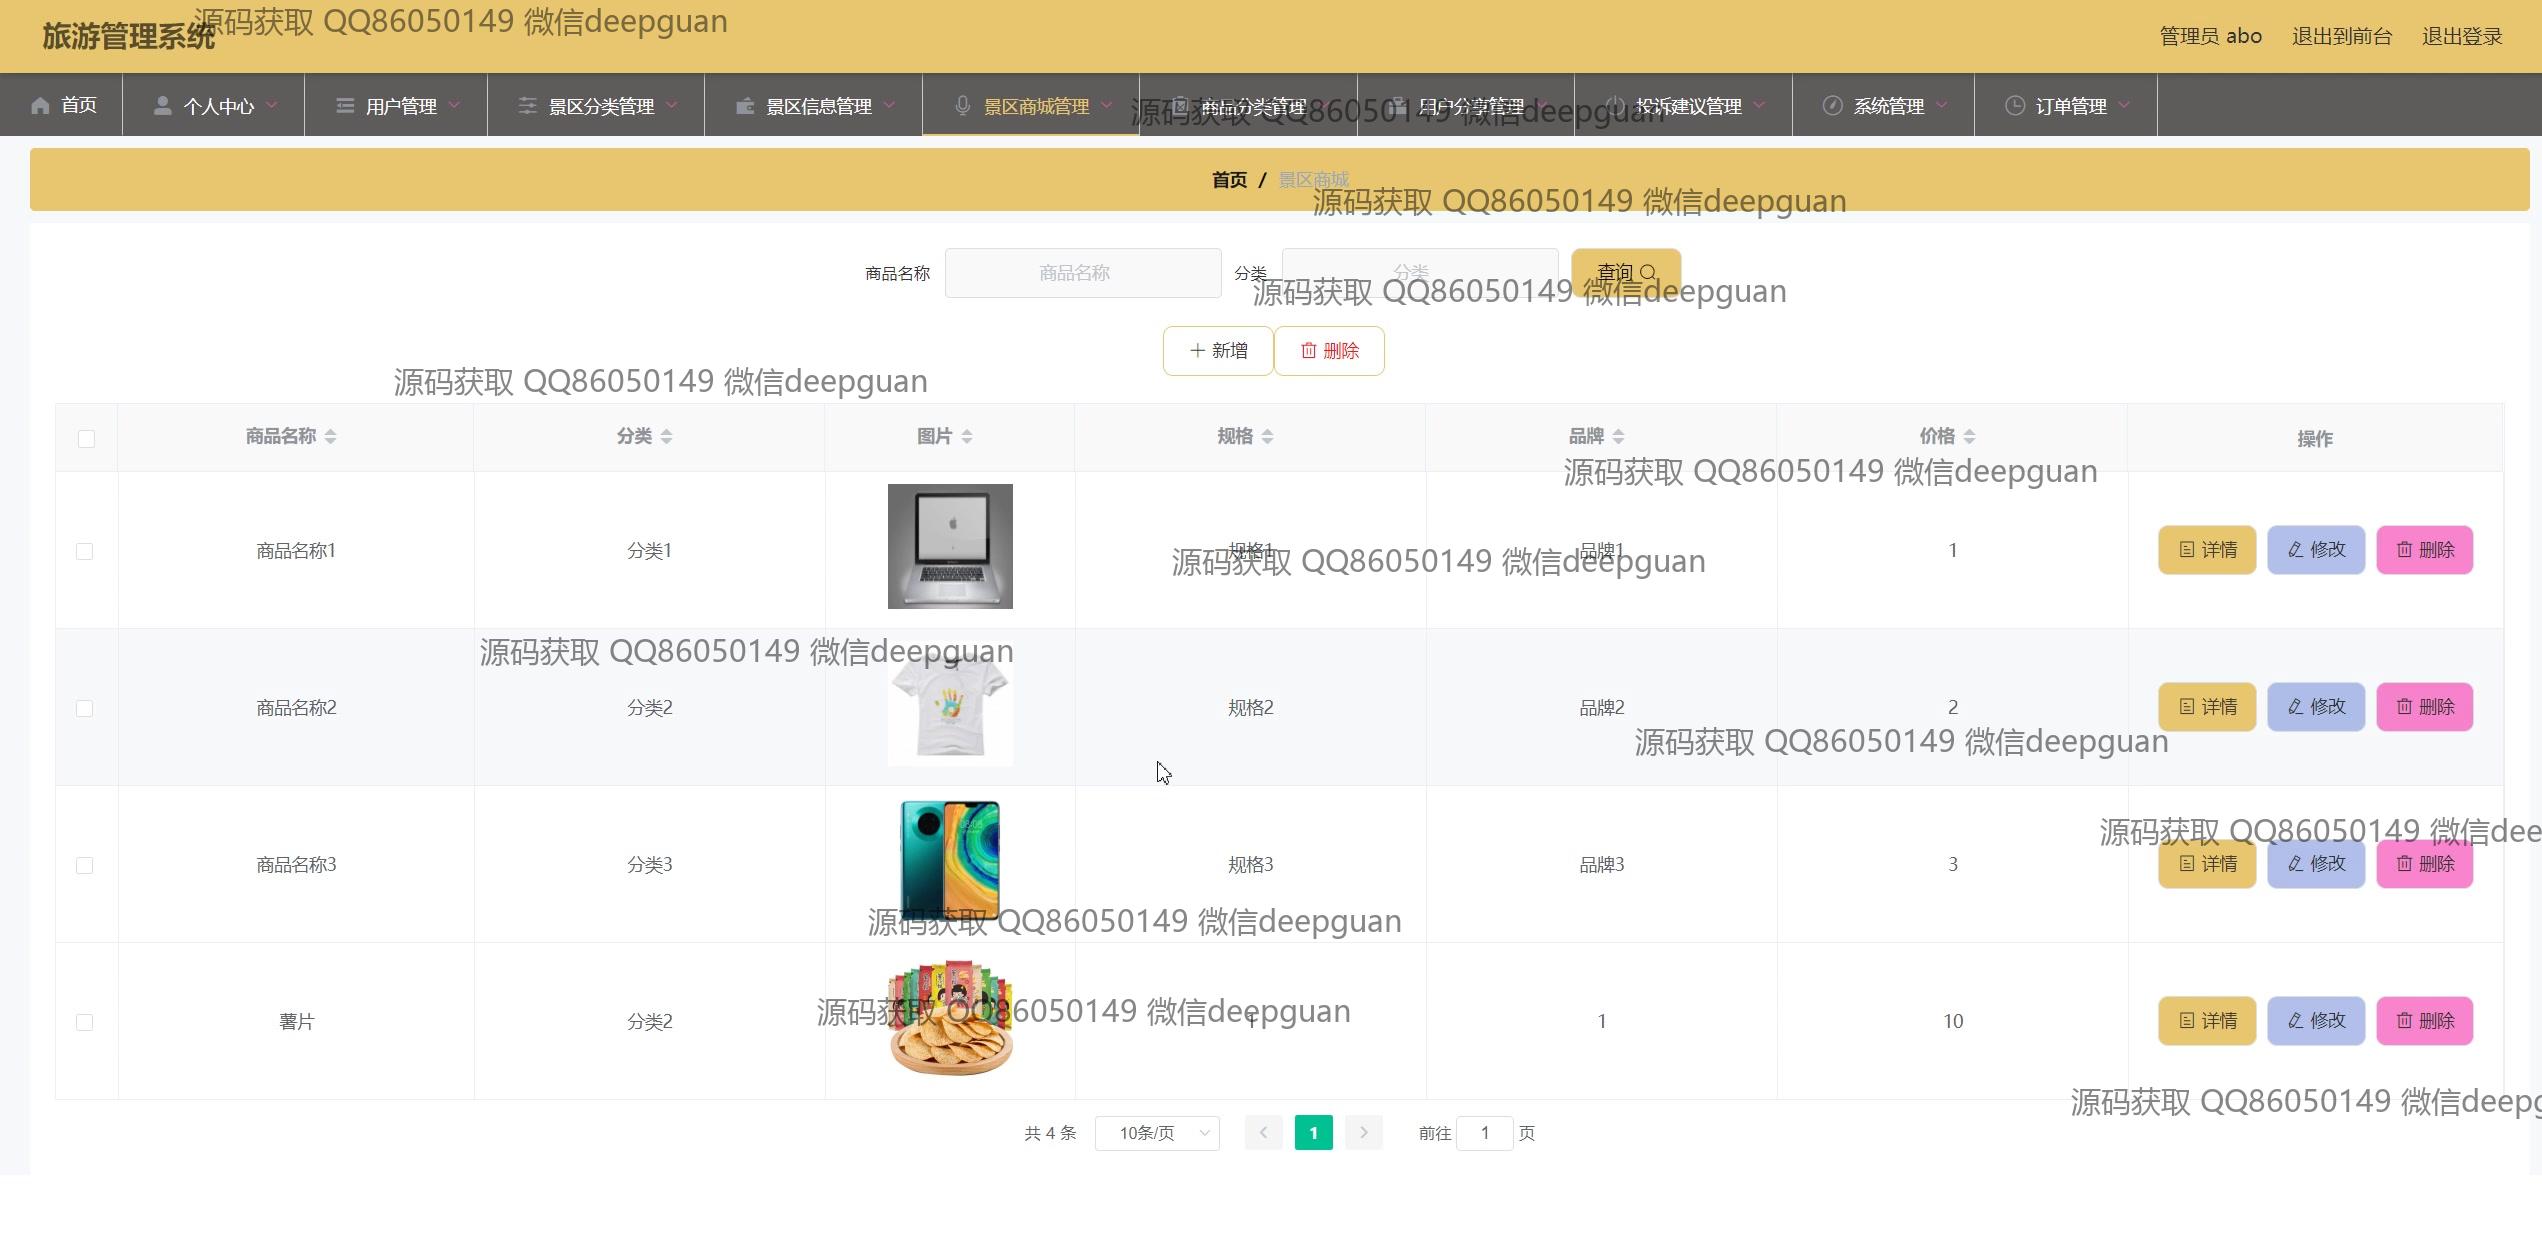 旅游管理系统
源码获取 QQ86050149 微信deepguan
管理员 abo 退出到前台 退出登录
首页 个人中心 用户管理 景区分类管理 景区信息管理 景区商城管理 商品分类管理 用户分享管理 投诉建议管理 系统管理 订单管理
源码获取 QQ86050149 微信deepguan
首页 / 景区商城
源码获取 QQ86050149 微信deepguan
商品名称 商品名称 分类 分类 查询
源码获取 QQ86050149 微信deepguan
新增 删除
源码获取 QQ86050149 微信deepguan
商品名称 分类 图片 规格 品牌 价格 操作
源码获取 QQ86050149 微信deepguan
商品名称1 分类1 规格1 品牌1 1 详情 修改 删除
源码获取 QQ86050149 微信deepguan
源码获取 QQ86050149 微信deepguan
商品名称2 分类2 规格2 品牌2 2 详情 修改 删除
源码获取 QQ86050149 微信deepguan
源码获取 QQ86050149 微信dee
商品名称3 分类3 规格3 品牌3 3 详情 修改 删除
源码获取 QQ86050149 微信deepguan
源码获取 QQ86050149 微信deepguan
薯片 分类2 1 1 10 详情 修改 删除
源码获取 QQ86050149 微信deepg
共 4 条 10条/页 1 前往 1 页